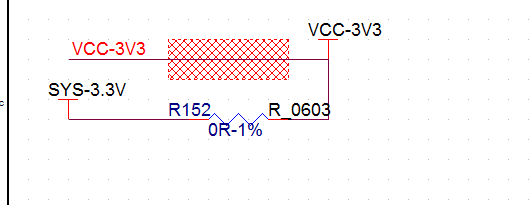 VCC-3V3
VCC-3V3
SYS-3.3V
R152
R_0603
0R-1%
c